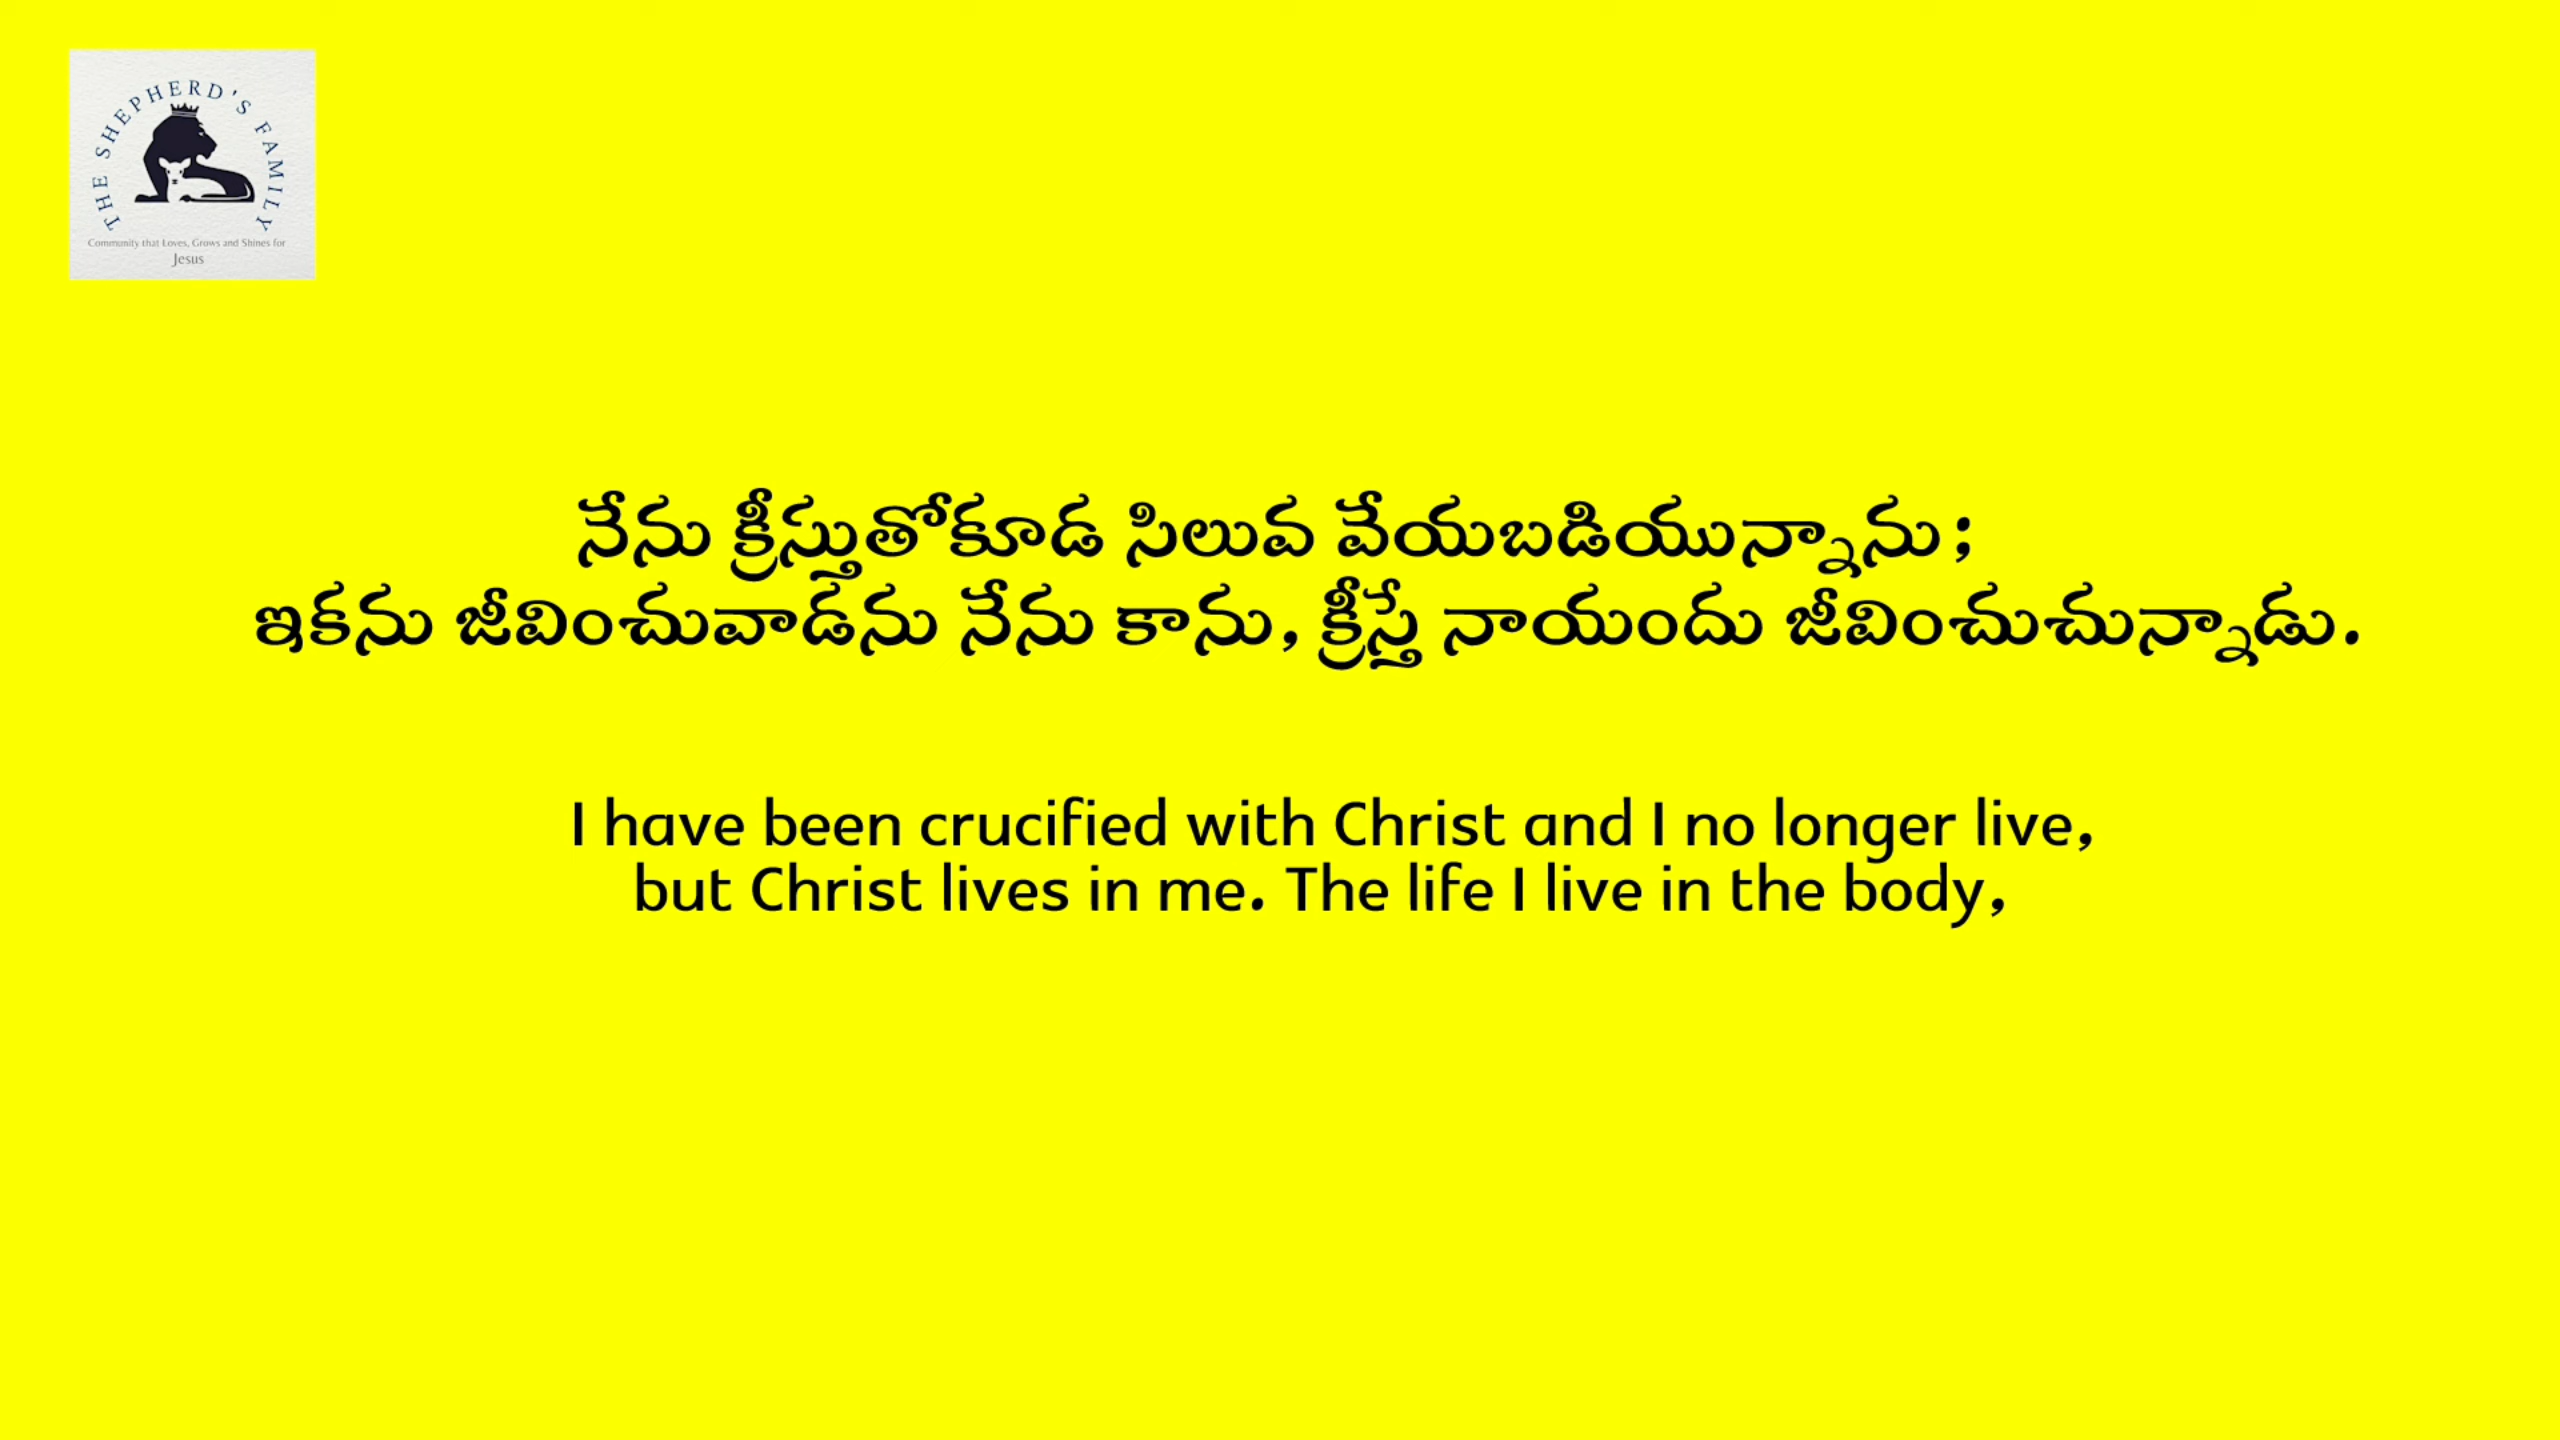 THE SHEPHERD'S FAMILY
Community that Loves, Grows and Shines for
Jesus
నేను క్రీస్తుతోకూడ సిలువ వేయబడియున్నాను;
ఇకను జీవించువాడను నేను కాను, క్రీస్తే నాయందు జీవించుచున్నాడు.
I have been crucified with Christ and I no longer live,
but Christ lives in me. The life I live in the body,